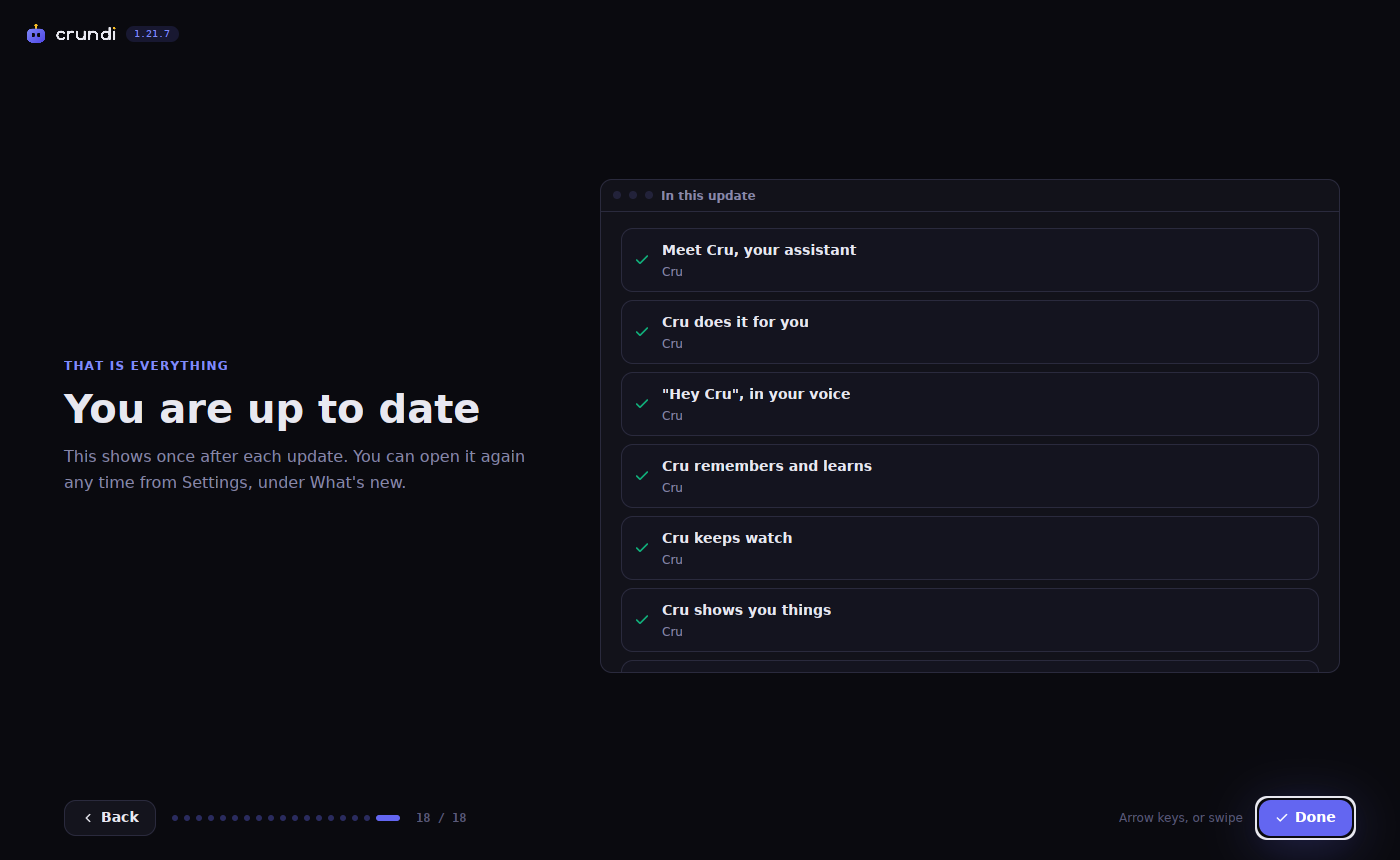 crundi 1.21.7
In this update
Meet Cru, your assistant
Cru
Cru does it for you
Cru
"Hey Cru", in your voice
Cru
Cru remembers and learns
Cru
Cru keeps watch
Cru
Cru shows you things
Cru
THAT IS EVERYTHING
You are up to date
This shows once after each update. You can open it again
any time from Settings, under What's new.
Back
18 / 18
Arrow keys, or swipe
Done